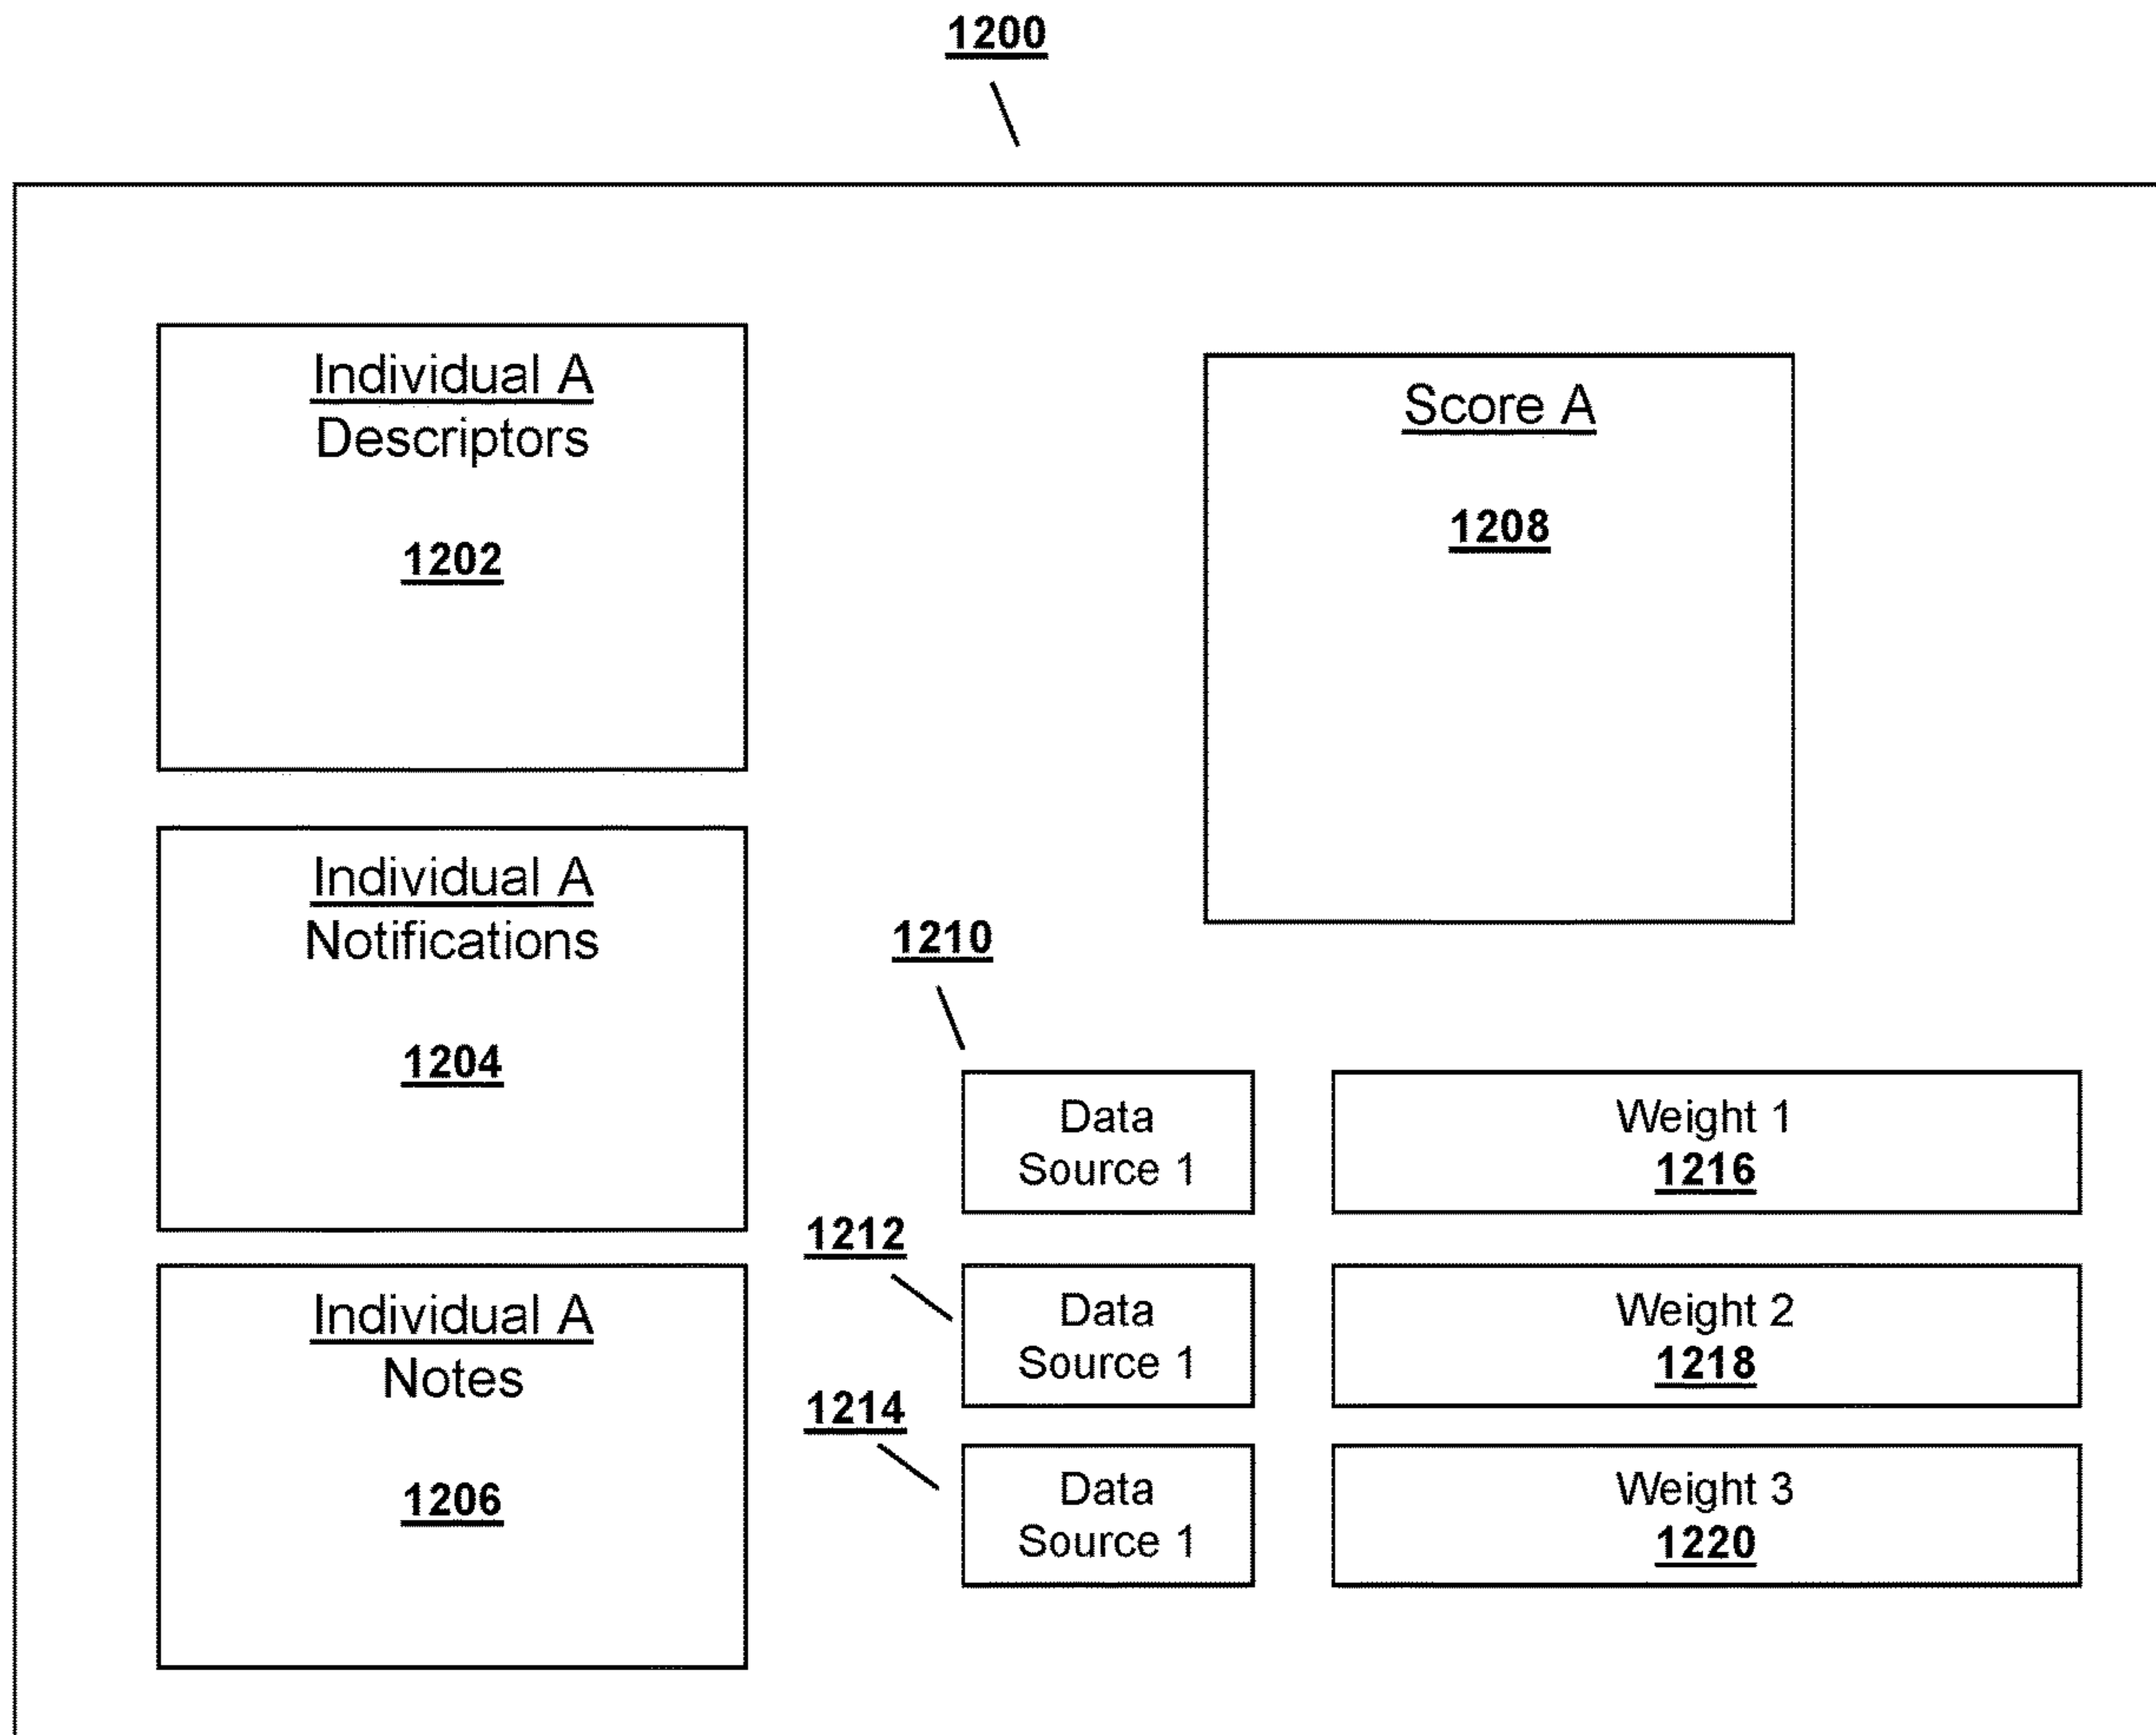 1200
Individual A
Descriptors
1202
Individual A
Notifications
1204
Individual A
Notes
1206
Score A
1208
1210
Data
Source 1
Weight 1
1216
1212
Data
Source 1
Weight 2
1218
1214
Data
Source 1
Weight 3
1220